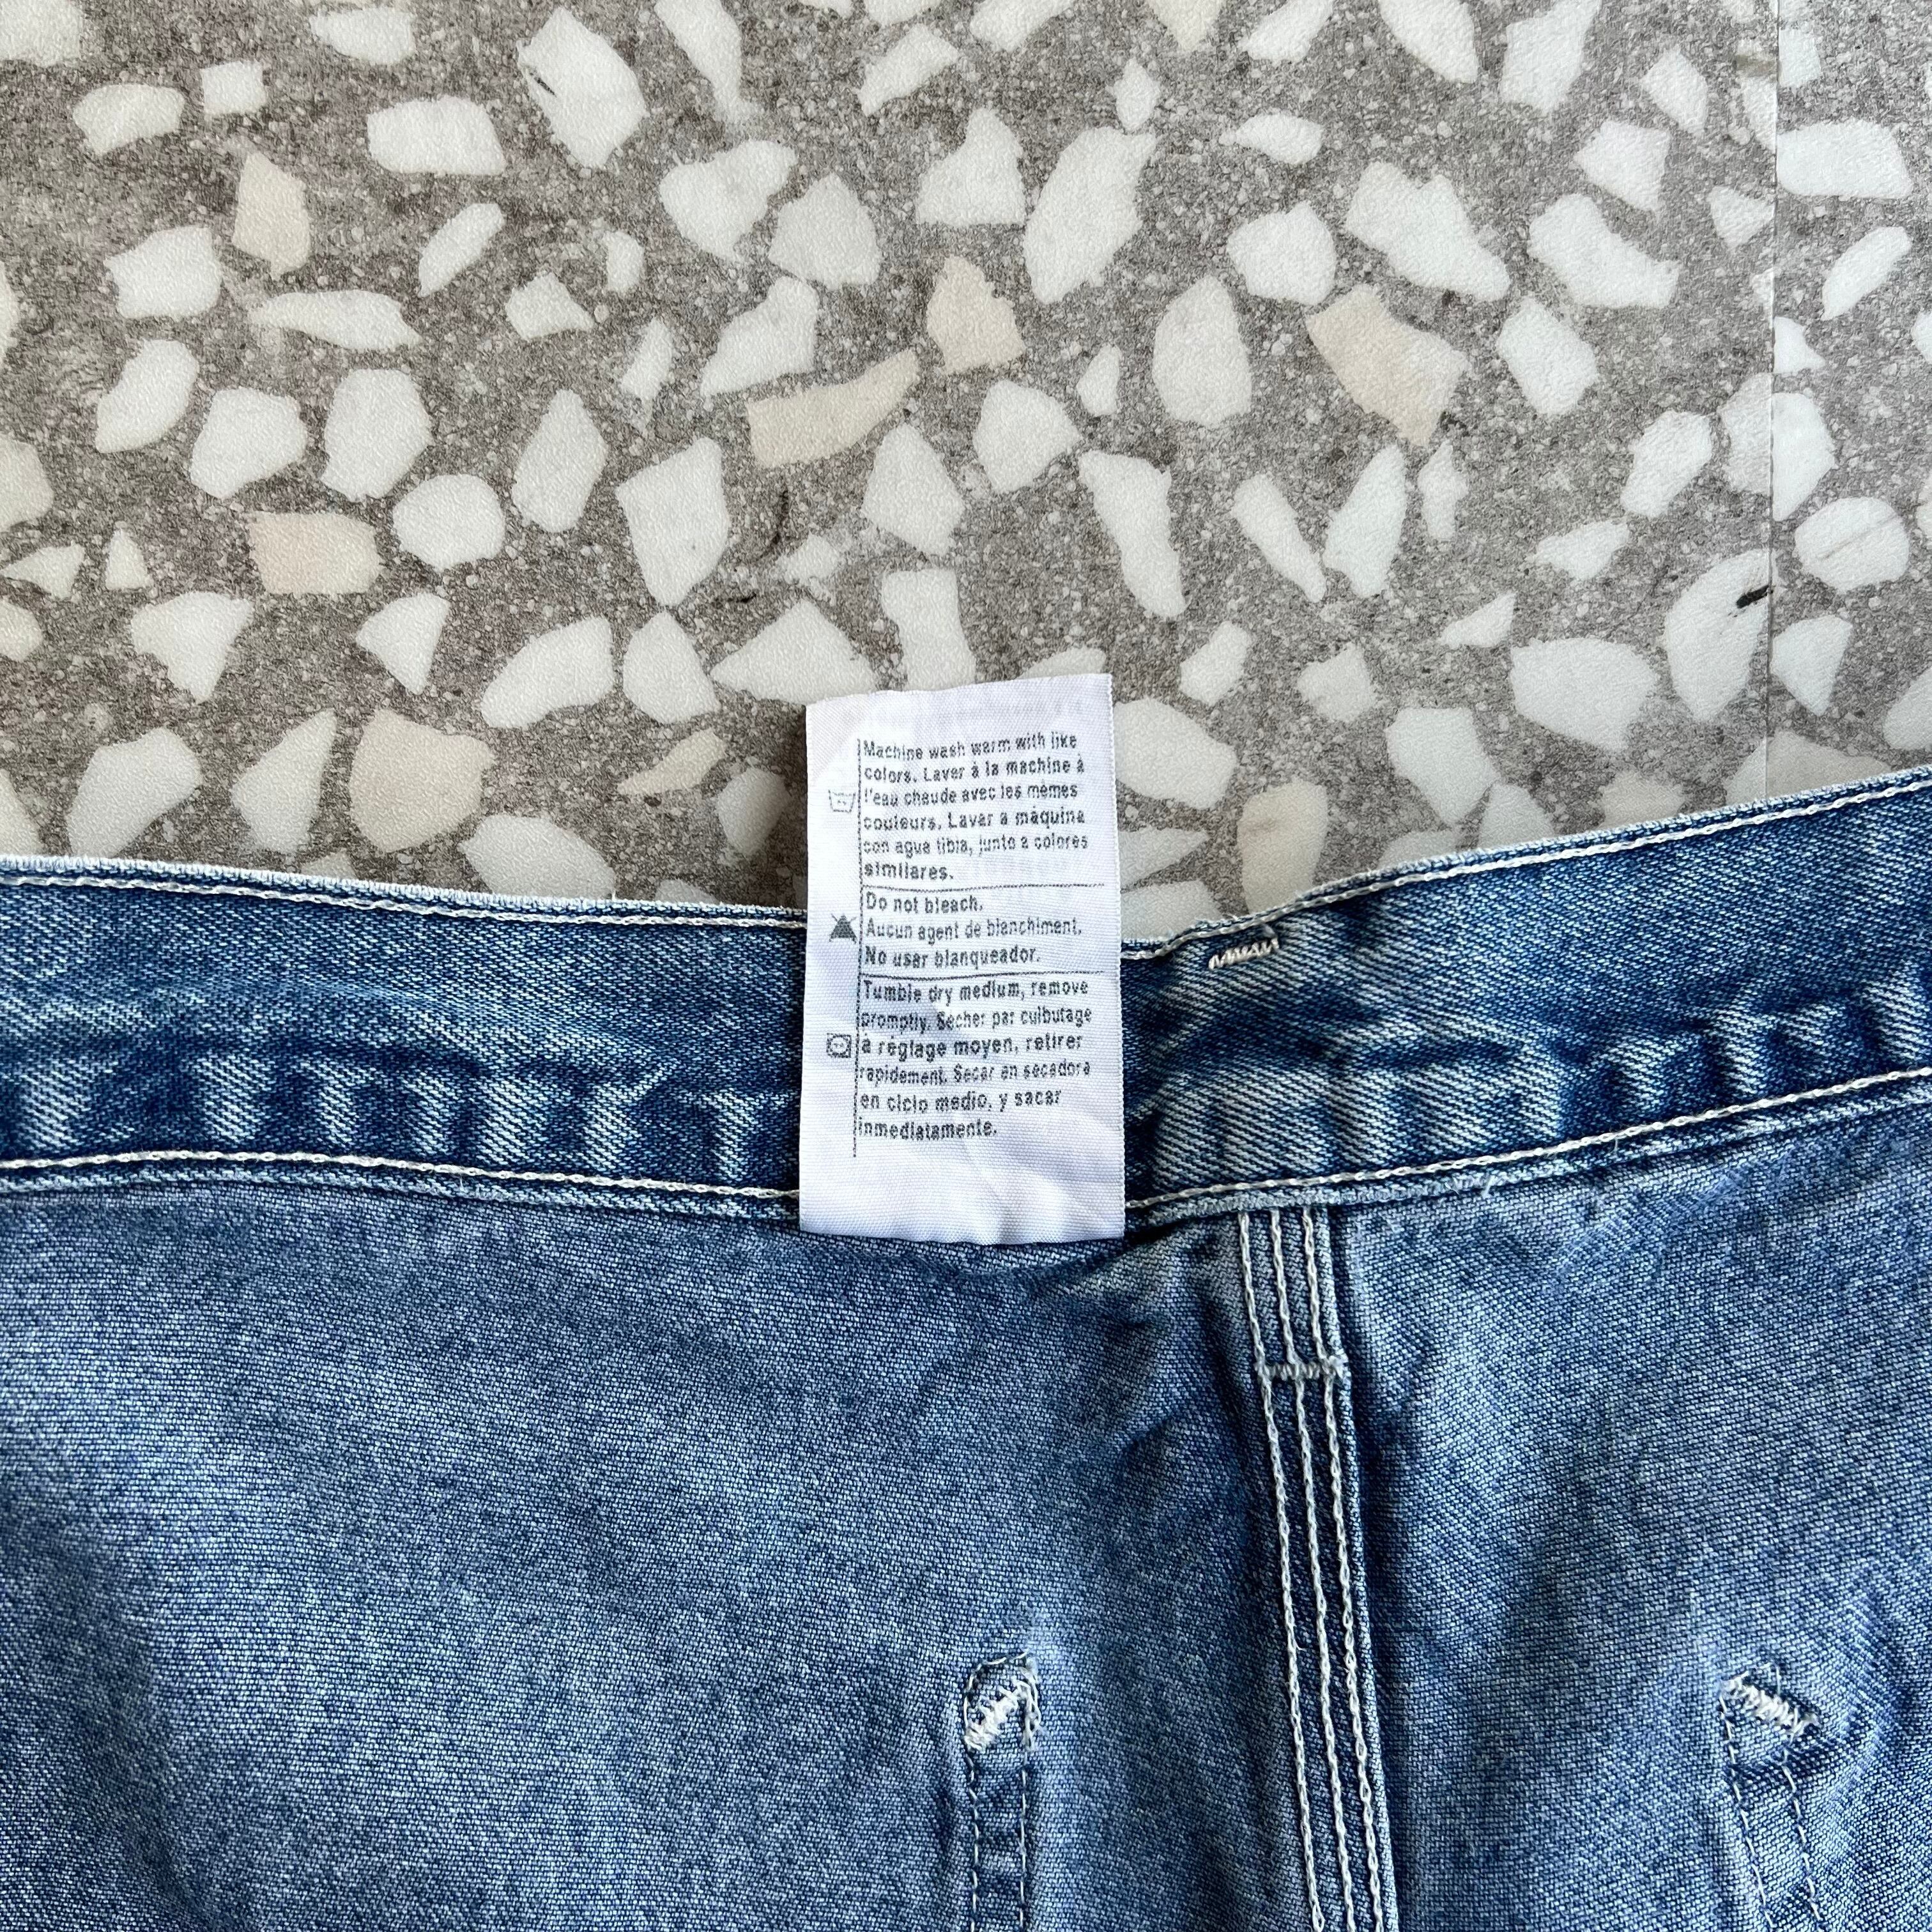 Machine wash warm with like
colors. Laver à la machine à
l'eau chaude avec les mêmes
couleurs. Lavar a máquina
con agua tibia, junto a colores
similares.
Do not bleach.
Aucun agent de blanchiment.
No usar blanqueador.
Tumble dry medium, remove
promptly. Sécher par culbutage
à réglage moyen, retirer
rapidement. Secar en secadora
en ciclo medio, y sacar
inmediatamente.